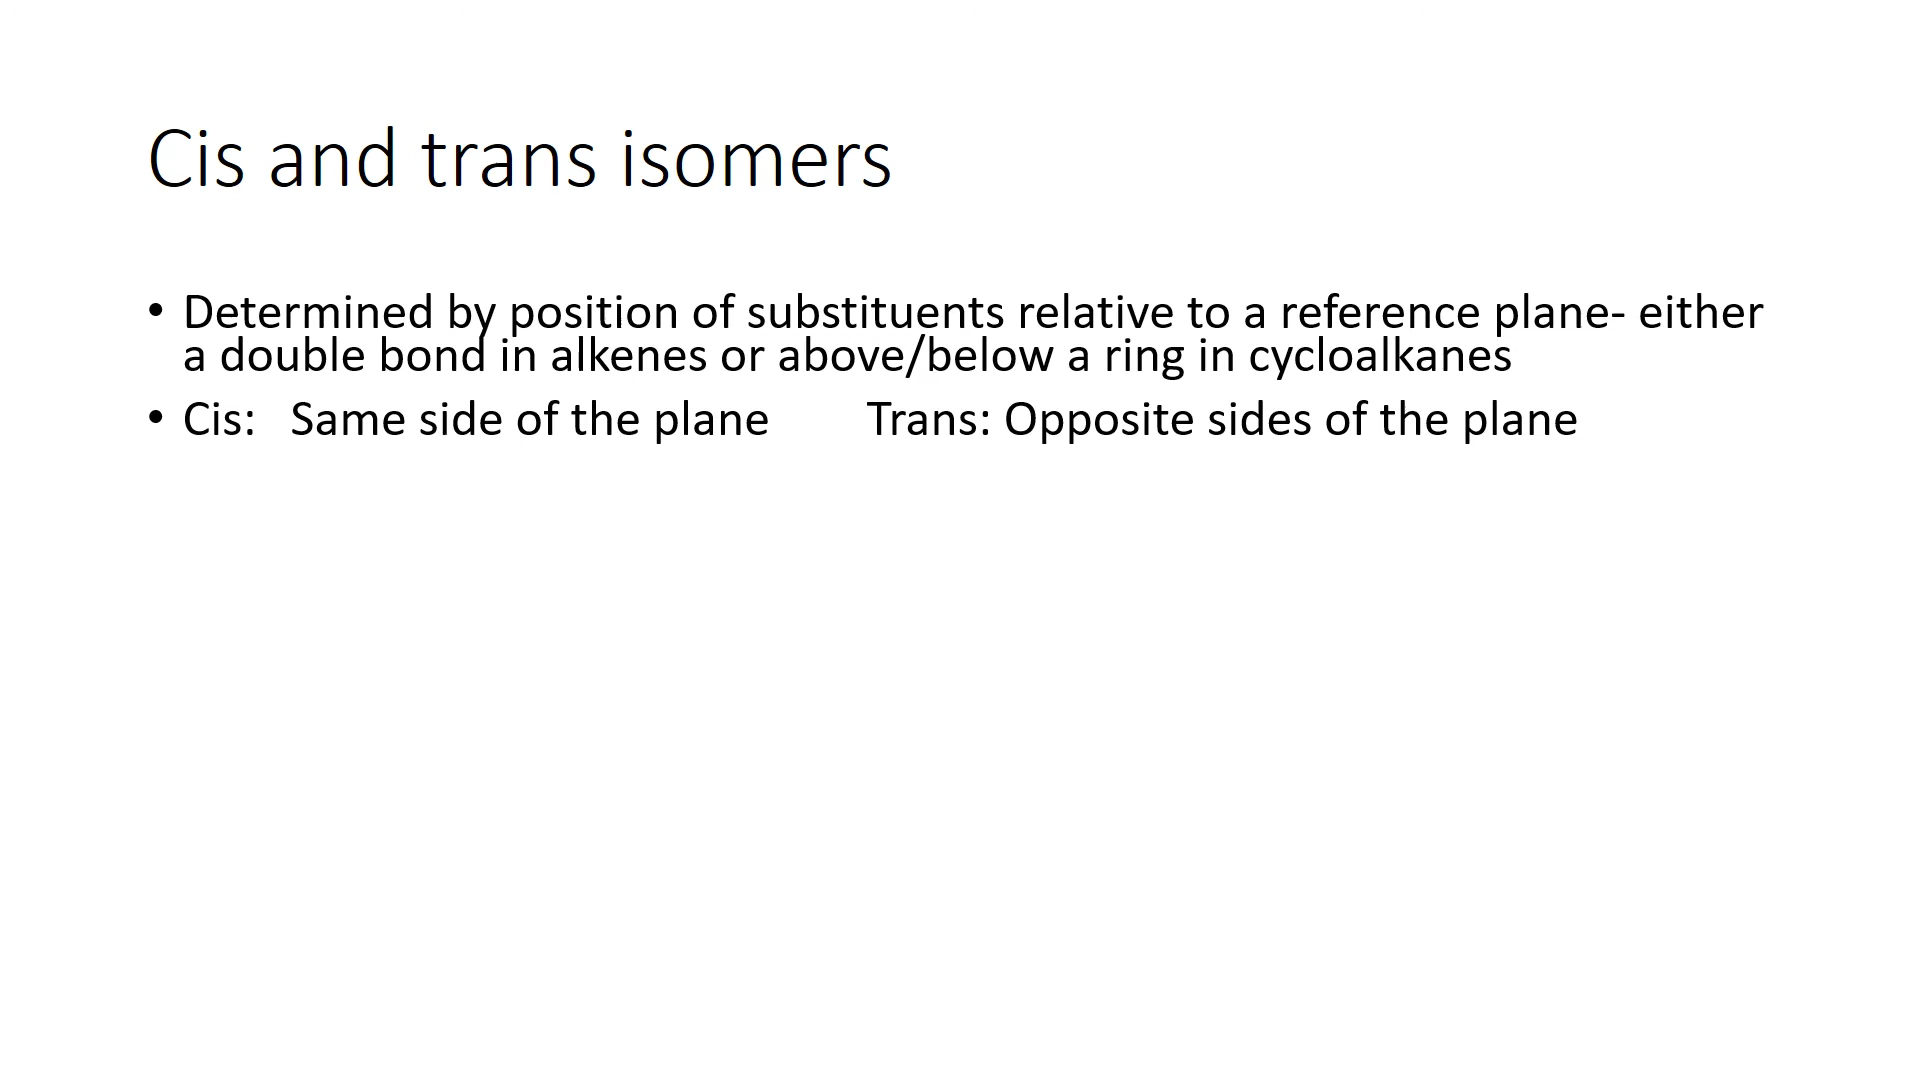 Cis and trans isomers
• Determined by position of substituents relative to a reference plane- either
a double bond in alkenes or above/below a ring in cycloalkanes
• Cis:   Same side of the plane        Trans: Opposite sides of the plane